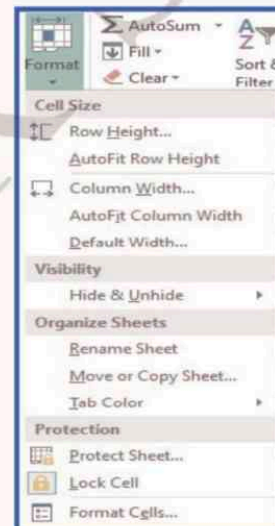 Format
AutoSum
Fill
Clear
Sort &
Filter
Cell Size
Row Height...
AutoFit Row Height
Column Width...
AutoFit Column Width
Default Width...
Visibility
Hide & Unhide
Organize Sheets
Rename Sheet
Move or Copy Sheet...
Tab Color
Protection
Protect Sheet...
Lock Cell
Format Cells...